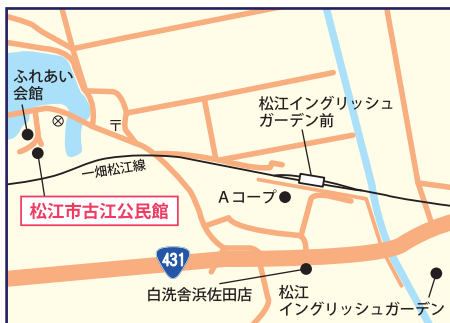 ふれあい
会館
〒
松江イングリッシュ
ガーデン前
一畑松江線
Aコープ
松江市古江公民館
431
白洗舎浜佐田店
松江
イングリッシュガーデン